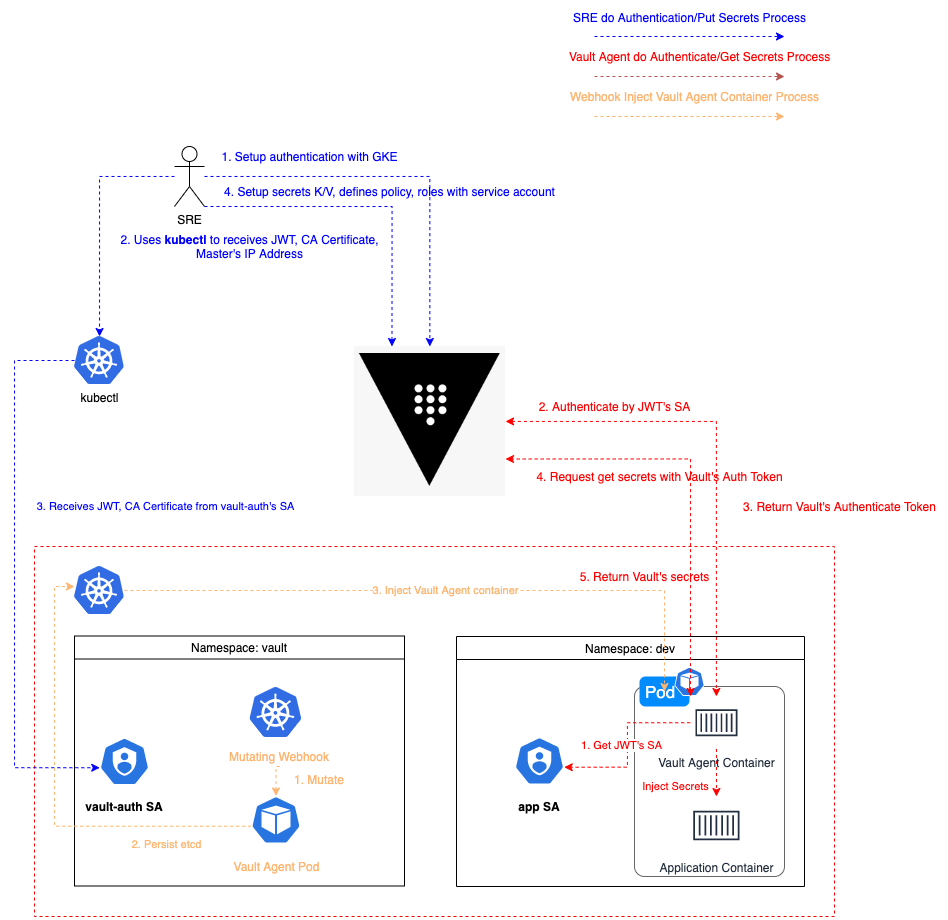 SRE do Authentication/Put Secrets Process
Vault Agent do Authenticate/Get Secrets Process
Webhook Inject Vault Agent Container Process
1. Setup authentication with GKE
4. Setup secrets K/V, defines policy, roles with service account
SRE
2. Uses kubectl to receives JWT, CA Certificate,
Master's IP Address
kubectl
2. Authenticate by JWT's SA
4. Request get secrets with Vault's Auth Token
3. Receives JWT, CA Certificate from vault-auth's SA
3. Return Vault's Authenticate Token
5. Return Vault's secrets
3. Inject Vault Agent container
Namespace: vault
Namespace: dev
Pod
Mutating Webhook
1. Get JWT's SA
Vault Agent Container
1. Mutate
Inject Secrets
vault-auth SA
app SA
2. Persist etcd
Vault Agent Pod
Application Container